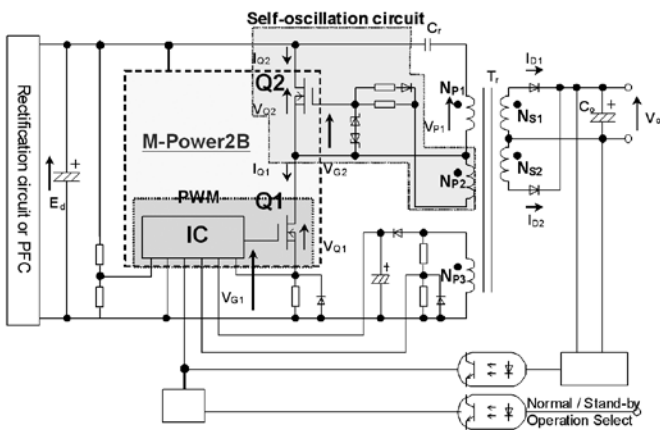 Self-oscillation circuit
Cr
IQ2
Q2
VQ2
M-Power2B
VG2
IQ1
PWM
Q1
IC
VQ1
VG1
Rectification circuit or PFC
Ed
+
NP1
VP1
NP2
NP3
+
Tr
ID1
NS1
NS2
ID2
Co
+
Vo
Normal / Stand-by
Operation Select